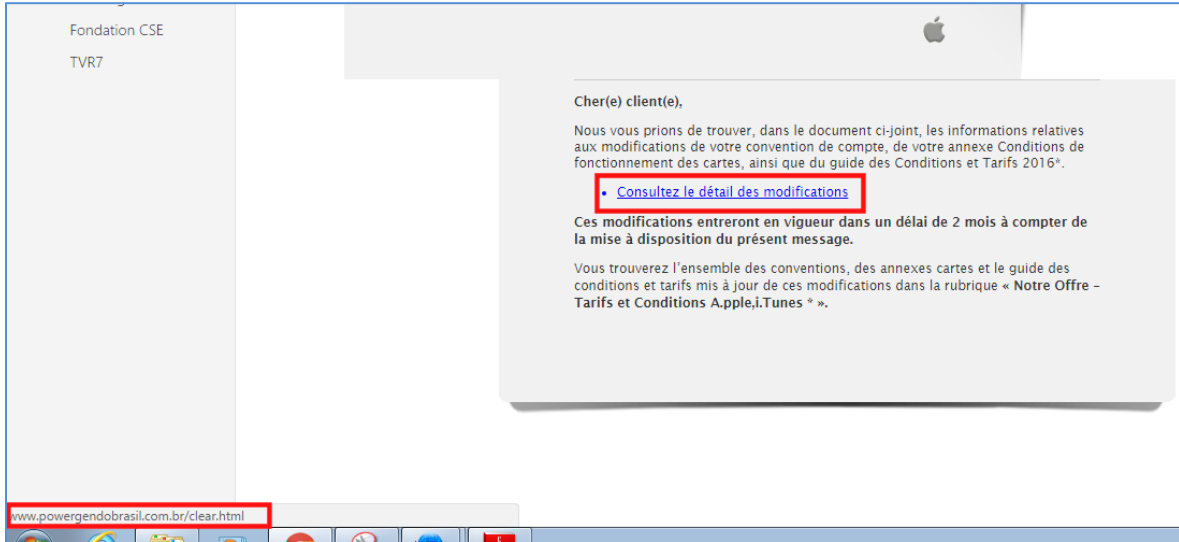 Fondation CSE
TVR7
Cher(e) client(e),
Nous vous prions de trouver, dans le document ci-joint, les informations relatives
aux modifications de votre convention de compte, de votre annexe Conditions de
fonctionnement des cartes, ainsi que du guide des Conditions et Tarifs 2016*.
• Consultez le détail des modifications
Ces modifications entreront en vigueur dans un délai de 2 mois à compter de
la mise à disposition du présent message.
Vous trouverez l'ensemble des conventions, des annexes cartes et le guide des
conditions et tarifs mis à jour de ces modifications dans la rubrique « Notre Offre –
Tarifs et Conditions A.pple,i.Tunes * ».
www.powergendobrasil.com.br/clear.html